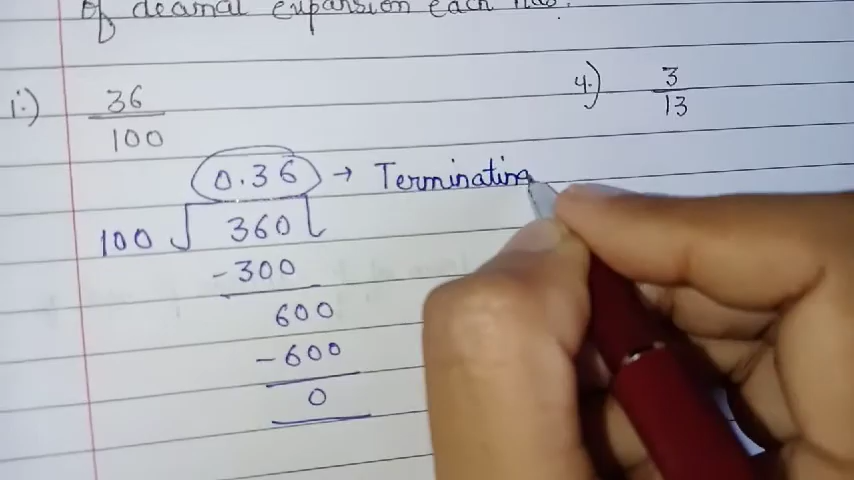 of decimal expansion each has.
i.) 36
100
4.) 3
13
0.36 → Terminating
100 √ 360
-300
600
-600
0